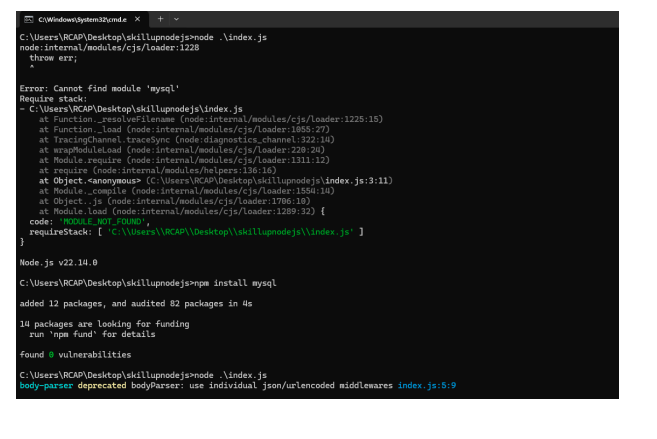 C:\Windows\System32\cmd.e
C:\Users\RCAP\Desktop\skillupnodejs>node .\index.js
node:internal/modules/cjs/loader:1228
  throw err;
  ^

Error: Cannot find module 'mysql'
Require stack:
- C:\Users\RCAP\Desktop\skillupnodejs\index.js
    at Function._resolveFilename (node:internal/modules/cjs/loader:1225:15)
    at Function._load (node:internal/modules/cjs/loader:1055:27)
    at TracingChannel.traceSync (node:diagnostics_channel:322:14)
    at wrapModuleLoad (node:internal/modules/cjs/loader:220:24)
    at Module.require (node:internal/modules/cjs/loader:1311:12)
    at require (node:internal/modules/helpers:136:16)
    at Object.<anonymous> (C:\Users\RCAP\Desktop\skillupnodejs\index.js:3:11)
    at Module._compile (node:internal/modules/cjs/loader:1554:14)
    at Object..js (node:internal/modules/cjs/loader:1706:10)
    at Module.load (node:internal/modules/cjs/loader:1289:32) {
  code: 'MODULE_NOT_FOUND',
  requireStack: [ 'C:\\Users\\RCAP\\Desktop\\skillupnodejs\\index.js' ]
}

Node.js v22.14.0

C:\Users\RCAP\Desktop\skillupnodejs>npm install mysql

added 12 packages, and audited 82 packages in 4s

14 packages are looking for funding
  run `npm fund` for details

found 0 vulnerabilities

C:\Users\RCAP\Desktop\skillupnodejs>node .\index.js
body-parser deprecated bodyParser: use individual json/urlencoded middlewares index.js:5:9